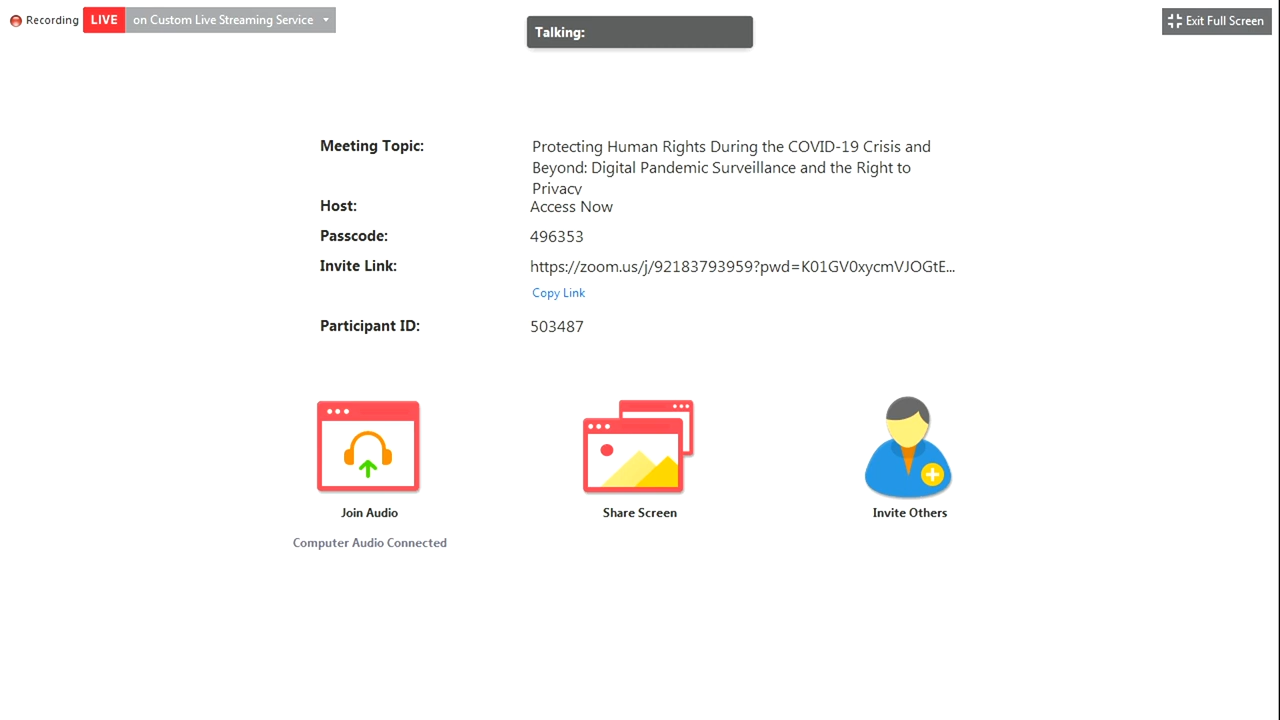 Recording
LIVE
on Custom Live Streaming Service
Talking:
Exit Full Screen
Meeting Topic:
Protecting Human Rights During the COVID-19 Crisis and
Beyond: Digital Pandemic Surveillance and the Right to
Privacy
Host:
Access Now
Passcode:
496353
Invite Link:
https://zoom.us/j/92183793959?pwd=K01GV0xycmVJOGtE...
Copy Link
Participant ID:
503487
Join Audio
Share Screen
Invite Others
Computer Audio Connected